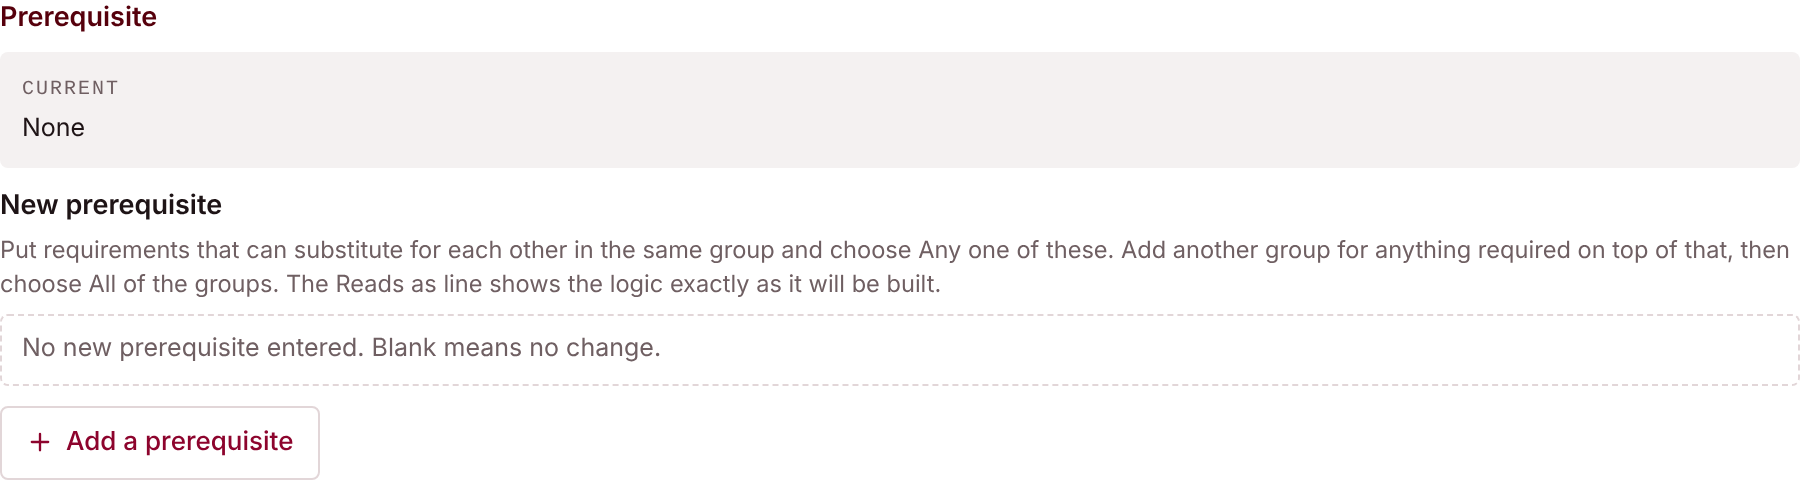 Prerequisite
CURRENT
None
New prerequisite
Put requirements that can substitute for each other in the same group and choose Any one of these. Add another group for anything required on top of that, then
choose All of the groups. The Reads as line shows the logic exactly as it will be built.
No new prerequisite entered. Blank means no change.
+ Add a prerequisite